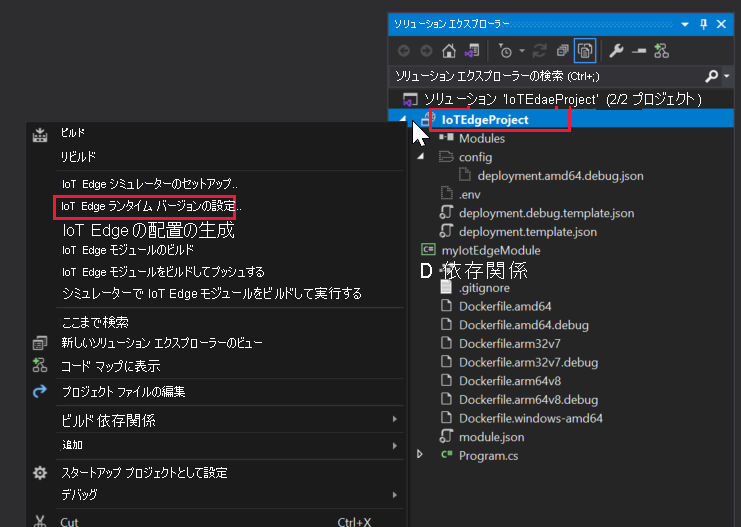 ソリューション エクスプローラー
ソリューション エクスプローラーの検索 (Ctrl+;)
ソリューション 'IoTEdaeProject' (2/2 プロジェクト)
IoTEdgeProject
Modules
config
deployment.amd64.debug.json
.env
deployment.debug.template.json
deployment.template.json
myIotEdgeModule
D 依存関係
.gitignore
Dockerfile.amd64
Dockerfile.amd64.debug
Dockerfile.arm32v7
Dockerfile.arm32v7.debug
Dockerfile.arm64v8
Dockerfile.arm64v8.debug
Dockerfile.windows-amd64
module.json
C# Program.cs
ビルド
リビルド
IoT Edge シミュレーターのセットアップ..
IoT Edge ランタイム バージョンの設定..
IoT Edge の配置の生成
IoT Edge モジュールのビルド
IoT Edge モジュールをビルドしてプッシュする
シミュレーターで IoT Edge モジュールをビルドして実行する
ここまで検索
新しいソリューション エクスプローラーのビュー
コード マップに表示
プロジェクト ファイルの編集
ビルド依存関係
追加
スタートアップ プロジェクトとして設定
デバッグ
Cut Ctrl+X